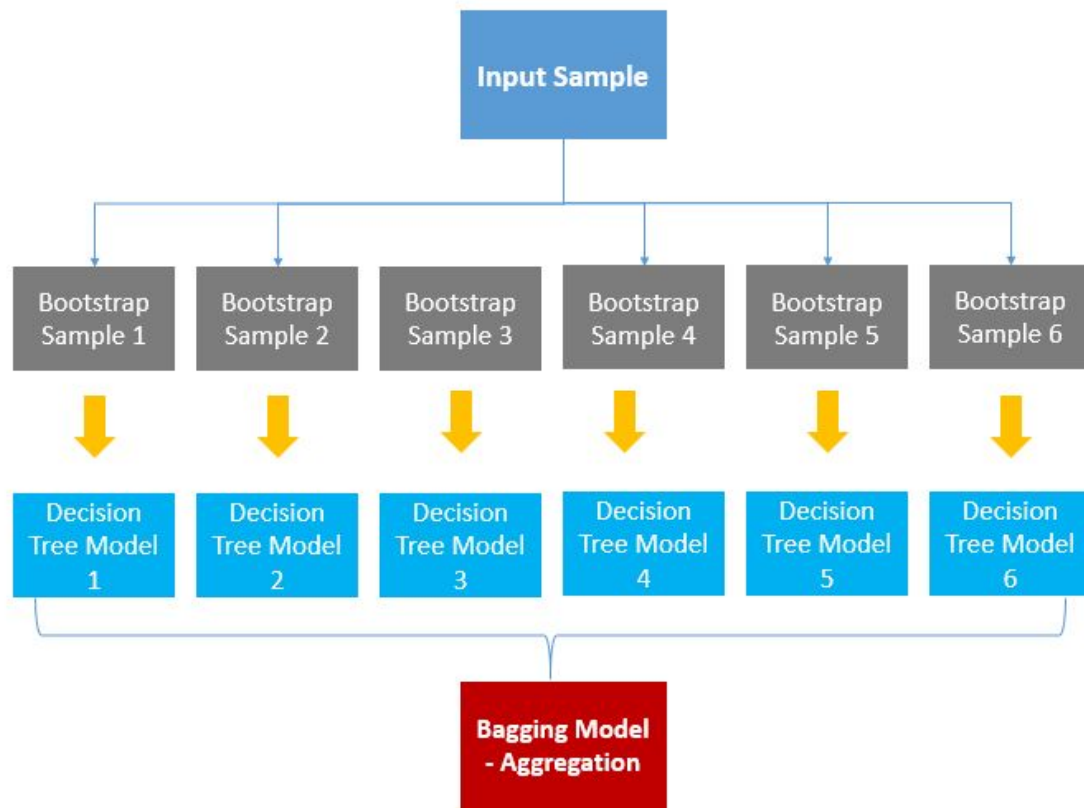 Input Sample
Bootstrap
Sample 1
Bootstrap
Sample 2
Bootstrap
Sample 3
Bootstrap
Sample 4
Bootstrap
Sample 5
Bootstrap
Sample 6
Decision
Tree Model
1
Decision
Tree Model
2
Decision
Tree Model
3
Decision
Tree Model
4
Decision
Tree Model
5
Decision
Tree Model
6
Bagging Model
- Aggregation